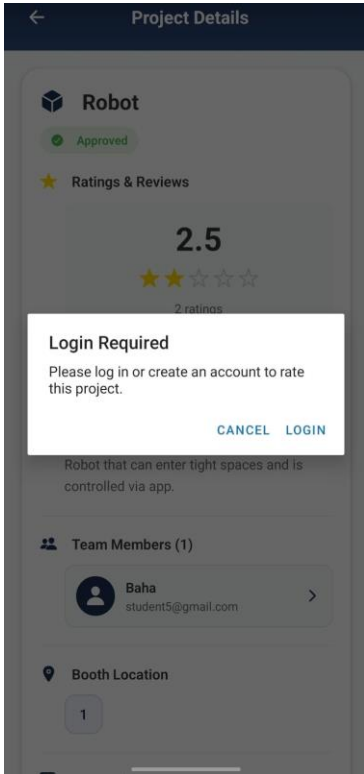 Project Details
Robot
Approved
Ratings & Reviews
2.5
2 ratings
Login Required
Please log in or create an account to rate
this project.
CANCEL LOGIN
Robot that can enter tight spaces and is
controlled via app.
Team Members (1)
Baha
student5@gmail.com
Booth Location
1